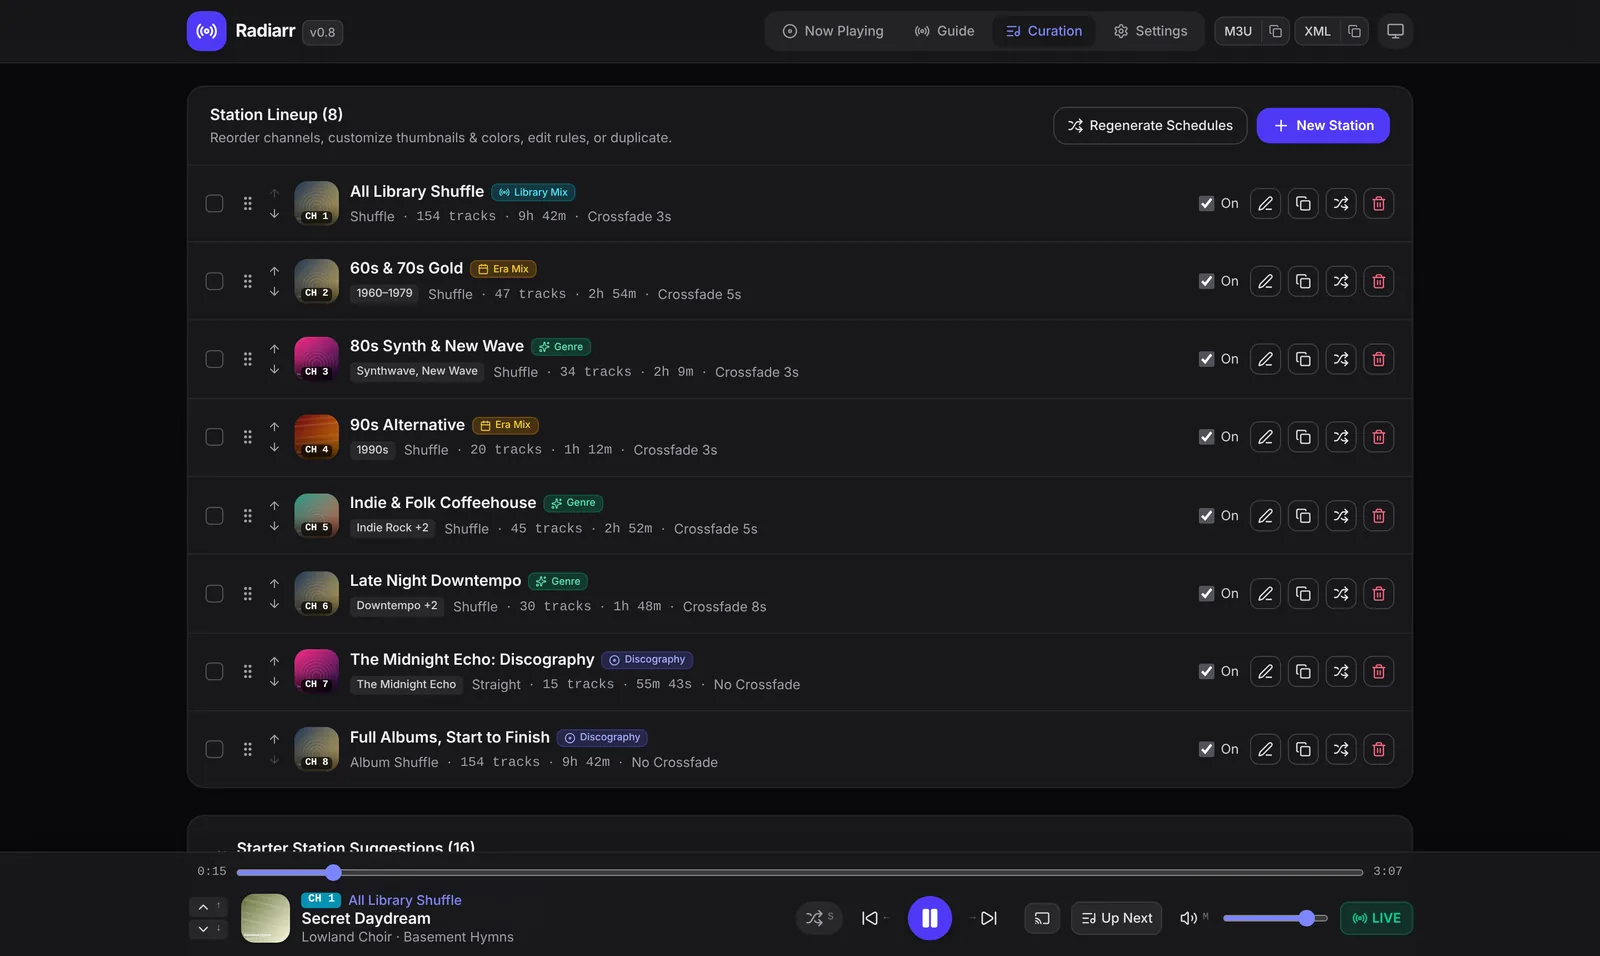 Radiarr v0.8 Now Playing Guide Curation Settings M3U XML
Station Lineup (8)
Reorder channels, customize thumbnails & colors, edit rules, or duplicate.
Regenerate Schedules New Station
CH 1 All Library Shuffle Library Mix
Shuffle · 154 tracks · 9h 42m · Crossfade 3s
On
CH 2 60s & 70s Gold Era Mix
1960–1979 Shuffle · 47 tracks · 2h 54m · Crossfade 5s
On
CH 3 80s Synth & New Wave Genre
Synthwave, New Wave Shuffle · 34 tracks · 2h 9m · Crossfade 3s
On
CH 4 90s Alternative Era Mix
1990s Shuffle · 20 tracks · 1h 12m · Crossfade 3s
On
CH 5 Indie & Folk Coffeehouse Genre
Indie Rock +2 Shuffle · 45 tracks · 2h 52m · Crossfade 5s
On
CH 6 Late Night Downtempo Genre
Downtempo +2 Shuffle · 30 tracks · 1h 48m · Crossfade 8s
On
CH 7 The Midnight Echo: Discography Discography
The Midnight Echo Straight · 15 tracks · 55m 43s · No Crossfade
On
CH 8 Full Albums, Start to Finish Discography
Album Shuffle · 154 tracks · 9h 42m · No Crossfade
On
Starter Station Suggestions (16)
0:15 3:07
CH 1 All Library Shuffle
Secret Daydream
Lowland Choir · Basement Hymns
S Up Next M LIVE